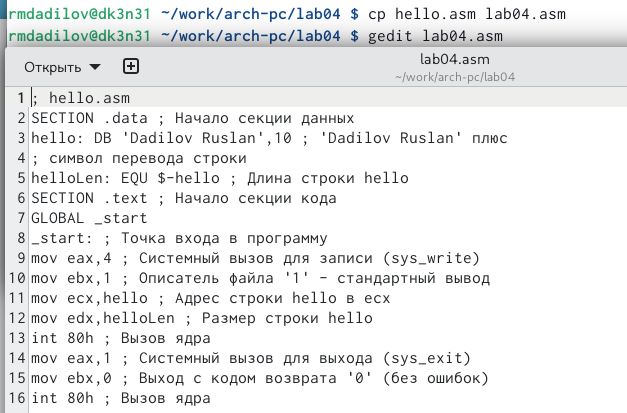 rmdadilov@dk3n31 ~/work/arch-pc/lab04 $ cp hello.asm lab04.asm
rmdadilov@dk3n31 ~/work/arch-pc/lab04 $ gedit lab04.asm
Открыть
lab04.asm
~/work/arch-pc/lab04
1 ; hello.asm
2 SECTION .data ; Начало секции данных
3 hello: DB 'Dadilov Ruslan',10 ; 'Dadilov Ruslan' плюс
4 ; символ перевода строки
5 helloLen: EQU $-hello ; Длина строки hello
6 SECTION .text ; Начало секции кода
7 GLOBAL _start
8 _start: ; Точка входа в программу
9 mov eax,4 ; Системный вызов для записи (sys_write)
10 mov ebx,1 ; Описатель файла '1' - стандартный вывод
11 mov ecx,hello ; Адрес строки hello в ecx
12 mov edx,helloLen ; Размер строки hello
13 int 80h ; Вызов ядра
14 mov eax,1 ; Системный вызов для выхода (sys_exit)
15 mov ebx,0 ; Выход с кодом возврата '0' (без ошибок)
16 int 80h ; Вызов ядра